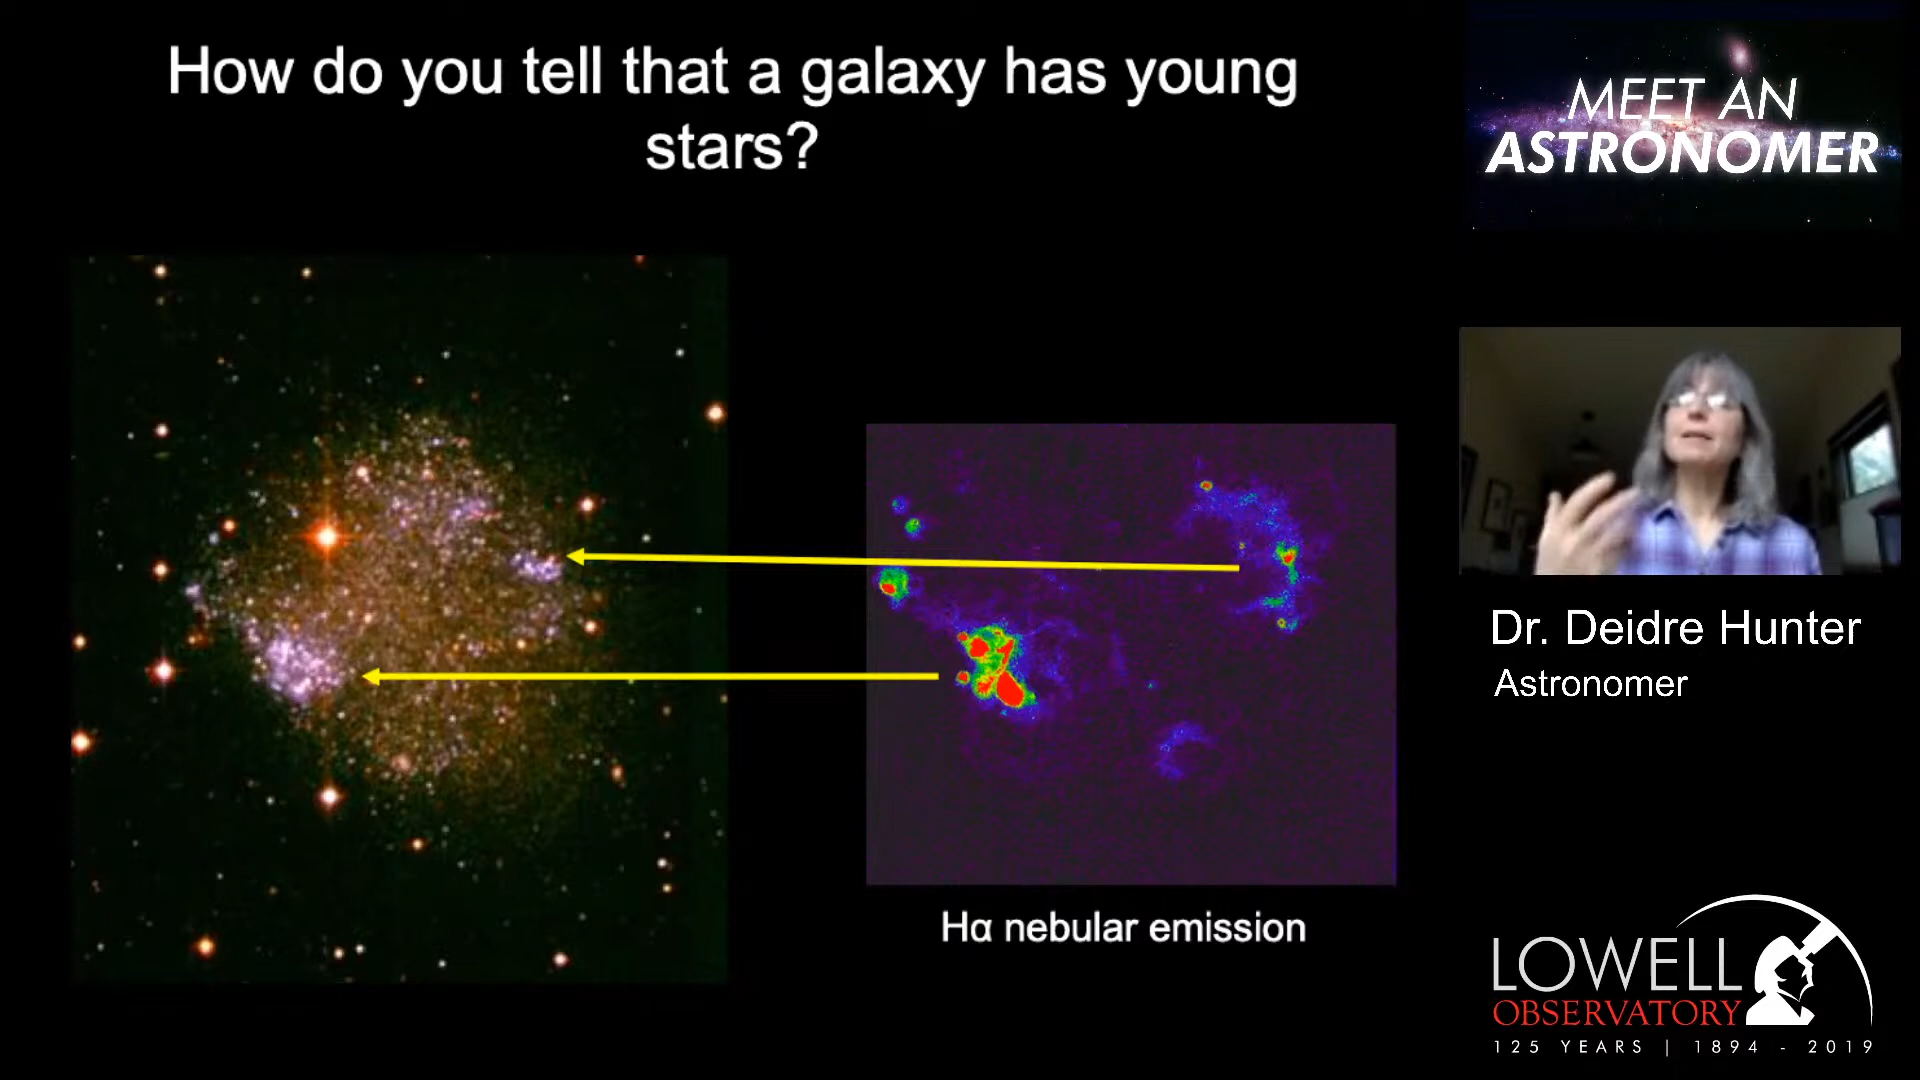 How do you tell that a galaxy has young
stars?
Hα nebular emission
MEET AN
ASTRONOMER
Dr. Deidre Hunter
Astronomer
LOWELL
OBSERVATORY
125 YEARS | 1894 - 2019